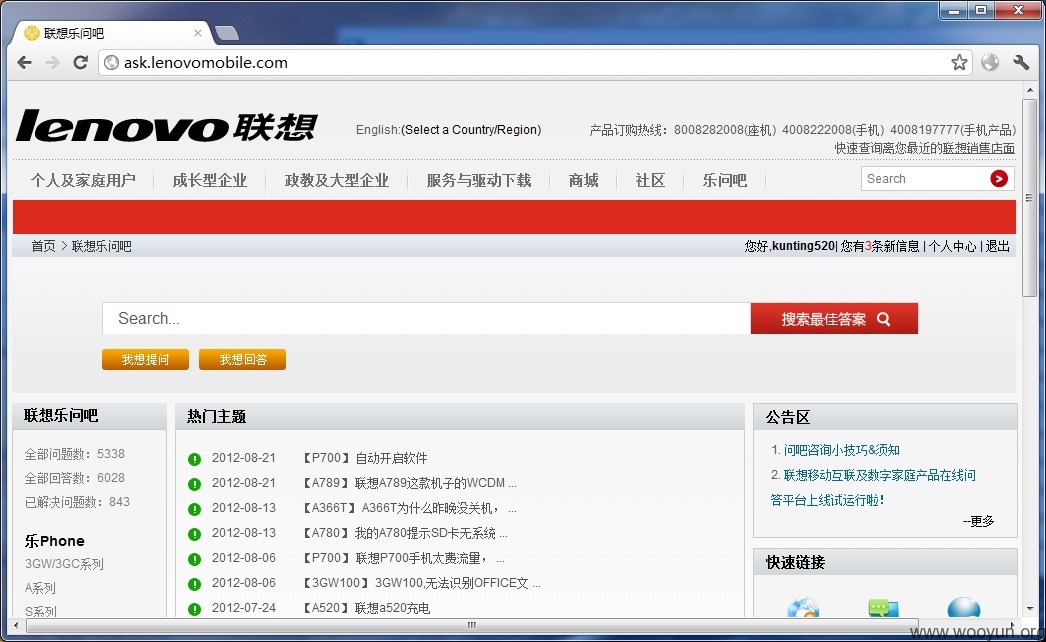 联想乐问吧
ask.lenovomobile.com
lenovo联想
English:(Select a Country/Region)
产品订购热线：8008282008(座机) 4008222008(手机) 4008197777(手机产品)
快速查询离您最近的联想销售店面
个人及家庭用户 成长型企业 政教及大型企业 服务与驱动下载 商城 社区 乐问吧
Search
首页 > 联想乐问吧
您好,kunting520| 您有3条新信息 | 个人中心 | 退出
Search...
搜索最佳答案
我想提问 我想回答
联想乐问吧
全部问题数：5338
全部回答数：6028
已解决问题数：843
乐Phone
3GW/3GC系列
A系列
S系列
热门主题
2012-08-21 【P700】自动开启软件
2012-08-21 【A789】联想A789这款机子的WCDM ...
2012-08-13 【A366T】A366T为什么昨晚没关机， ...
2012-08-13 【A780】我的A780提示SD卡无系统 ...
2012-08-06 【P700】联想P700手机太费流量， ...
2012-08-06 【3GW100】3GW100,无法识别OFFICE文 ...
2012-07-24 【A520】联想a520充电
公告区
1. 问吧咨询小技巧&须知
2. 联想移动互联及数字家庭产品在线问
答平台上线试运行啦!
--更多
快速链接
www.wooyun.org